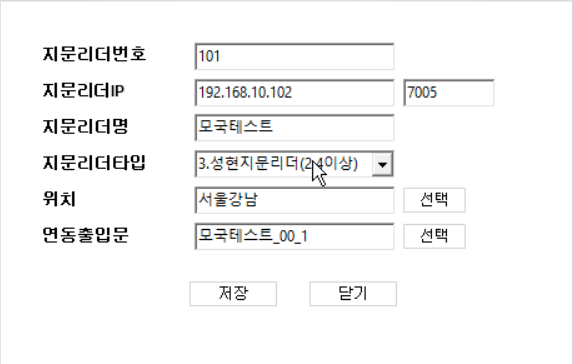 지문리더번호 101
지문리더IP 192.168.10.102 7005
지문리더명 모국테스트
지문리더타입 3.성현지문리더(2.4이상)
위치 서울강남 선택
연동출입문 모국테스트_00_1 선택
저장 닫기